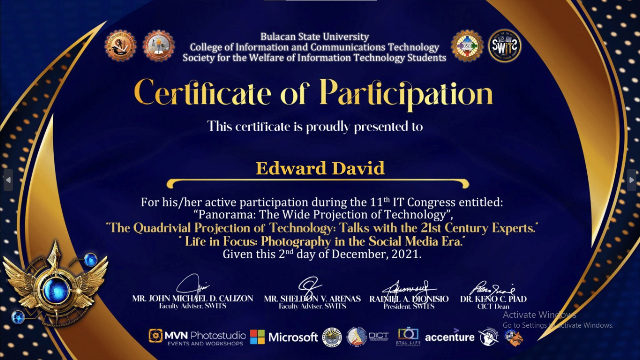 Bulacan State University
College of Information and Communications Technology
Society for the Welfare of Information Technology Students
SWITS
Certificate of Participation
This certificate is proudly presented to
Edward David
For his/her active participation during the 11th IT Congress entitled:
“Panorama: The Wide Projection of Technology”,
"The Quadrivial Projection of Technology: Talks with the 21st Century Experts."
"Life in Focus: Photography in the Social Media Era."
Given this 2nd day of December, 2021.
MR. JOHN MICHAEL D. CALIZON
Faculty Adviser, SWITS
MR. SHELDON V. ARENAS
Faculty Adviser, SWITS
RAINIEL A. DIONISIO
President, SWITS
DR. KENO C. PIAD
CICT Dean
Activate Windows
Go to Settings to activate Windows.
MVN Photostudio
EVENTS AND WORKSHOPS
Microsoft
DICT
STILL LIFE
accenture